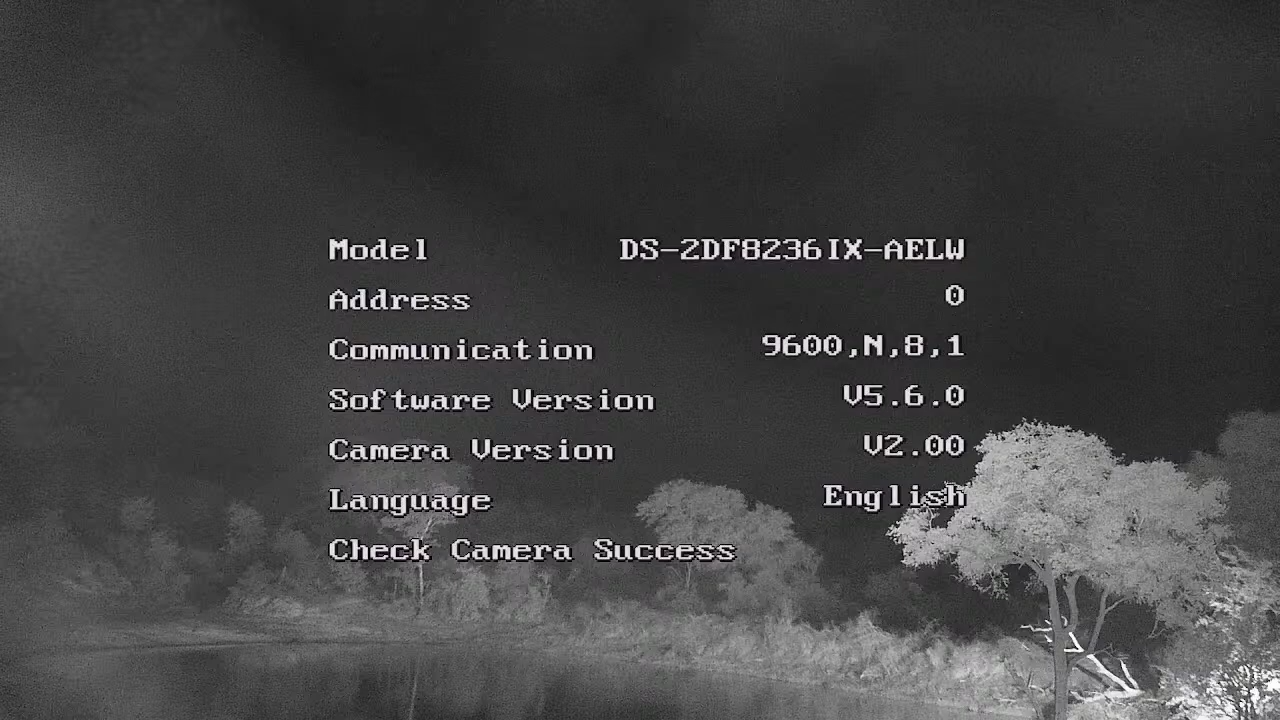 Model DS-2DF8236IX-AELW
Address 0
Communication 9600,N,8,1
Software Version V5.6.0
Camera Version V2.00
Language English
Check Camera Success